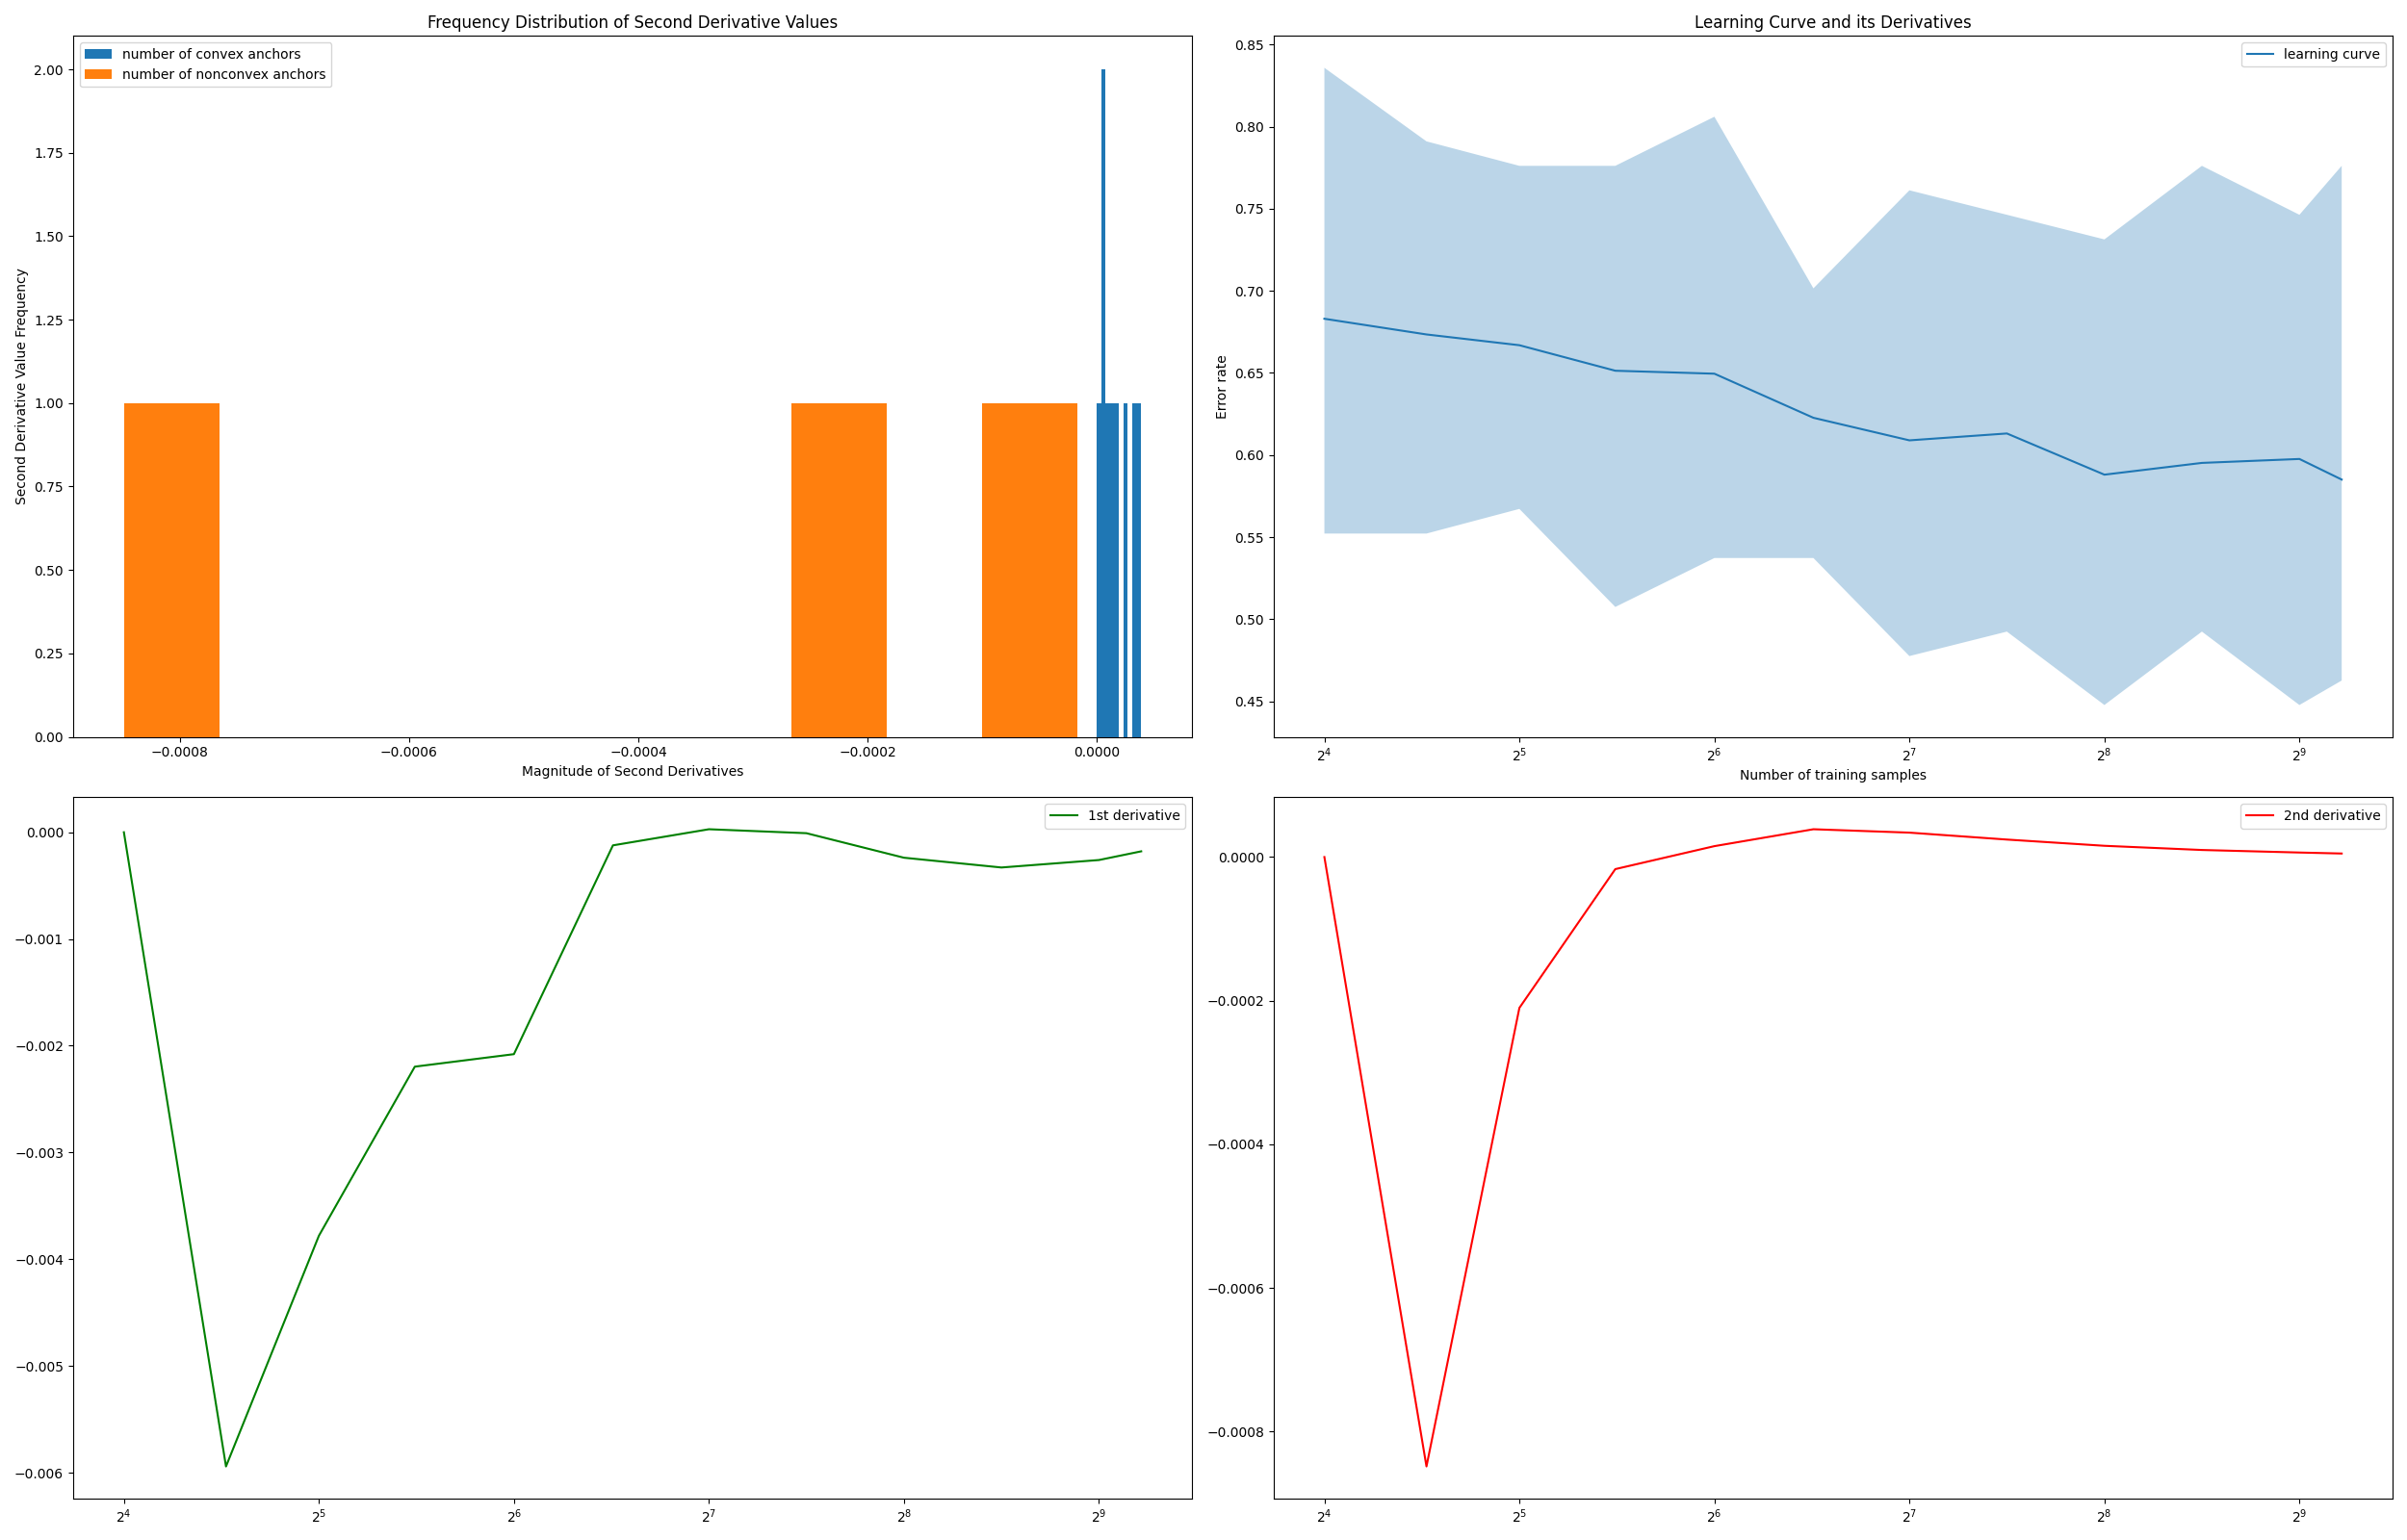 Frequency Distribution of Second Derivative Values
number of convex anchors
number of nonconvex anchors
Second Derivative Value Frequency
2.00
1.75
1.50
1.25
1.00
0.75
0.50
0.25
0.00
−0.0008 −0.0006 −0.0004 −0.0002 0.0000
Magnitude of Second Derivatives
Learning Curve and its Derivatives
learning curve
Error rate
0.85
0.80
0.75
0.70
0.65
0.60
0.55
0.50
0.45
2⁴ 2⁵ 2⁶ 2⁷ 2⁸ 2⁹
Number of training samples
1st derivative
0.000
−0.001
−0.002
−0.003
−0.004
−0.005
−0.006
2⁴ 2⁵ 2⁶ 2⁷ 2⁸ 2⁹
2nd derivative
0.0000
−0.0002
−0.0004
−0.0006
−0.0008
2⁴ 2⁵ 2⁶ 2⁷ 2⁸ 2⁹